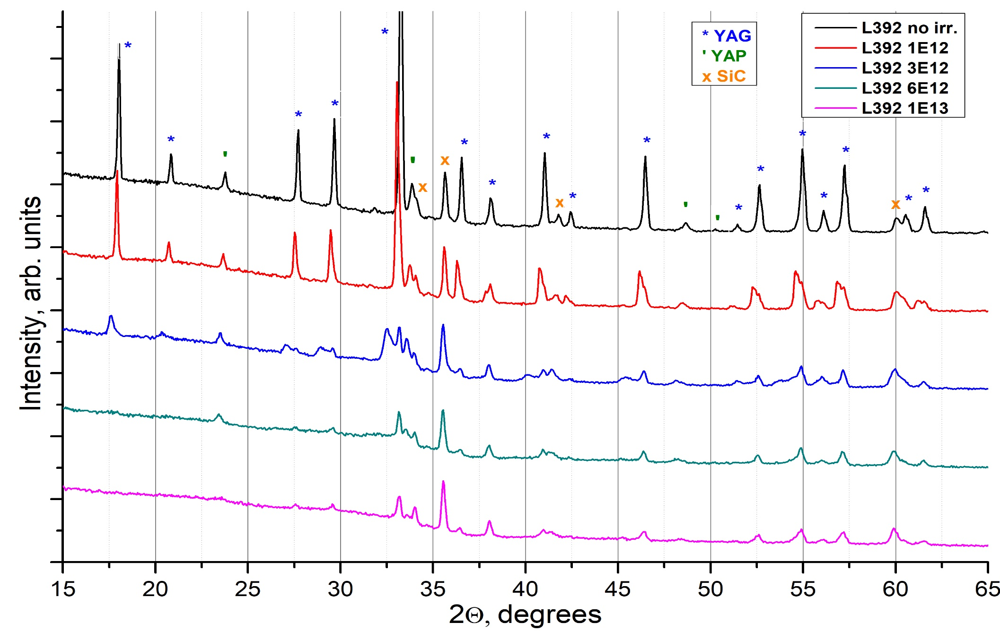 * YAG
' YAP
x SiC
L392 no irr.
L392 1E12
L392 3E12
L392 6E12
L392 1E13
Intensity, arb. units
15 20 25 30 35 40 45 50 55 60 65
2Θ, degrees